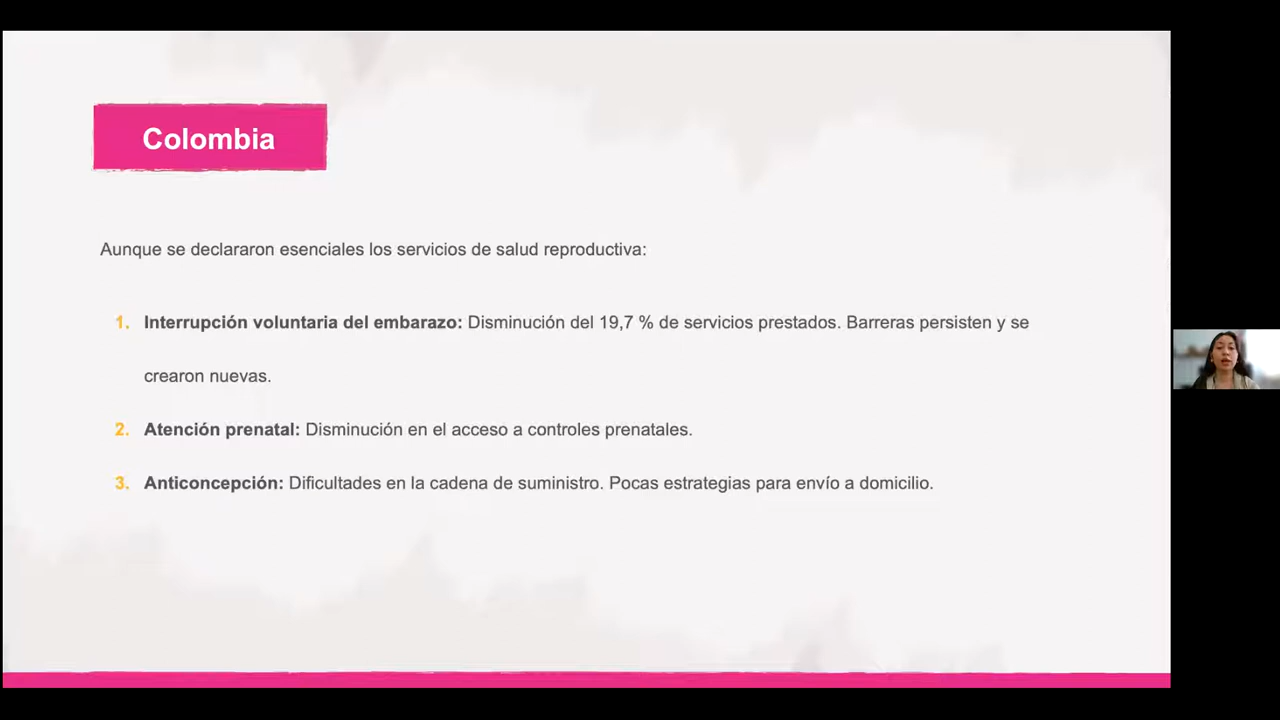 Colombia
Aunque se declararon esenciales los servicios de salud reproductiva:
1. Interrupción voluntaria del embarazo: Disminución del 19,7 % de servicios prestados. Barreras persisten y se
crearon nuevas.
2. Atención prenatal: Disminución en el acceso a controles prenatales.
3. Anticoncepción: Dificultades en la cadena de suministro. Pocas estrategias para envío a domicilio.